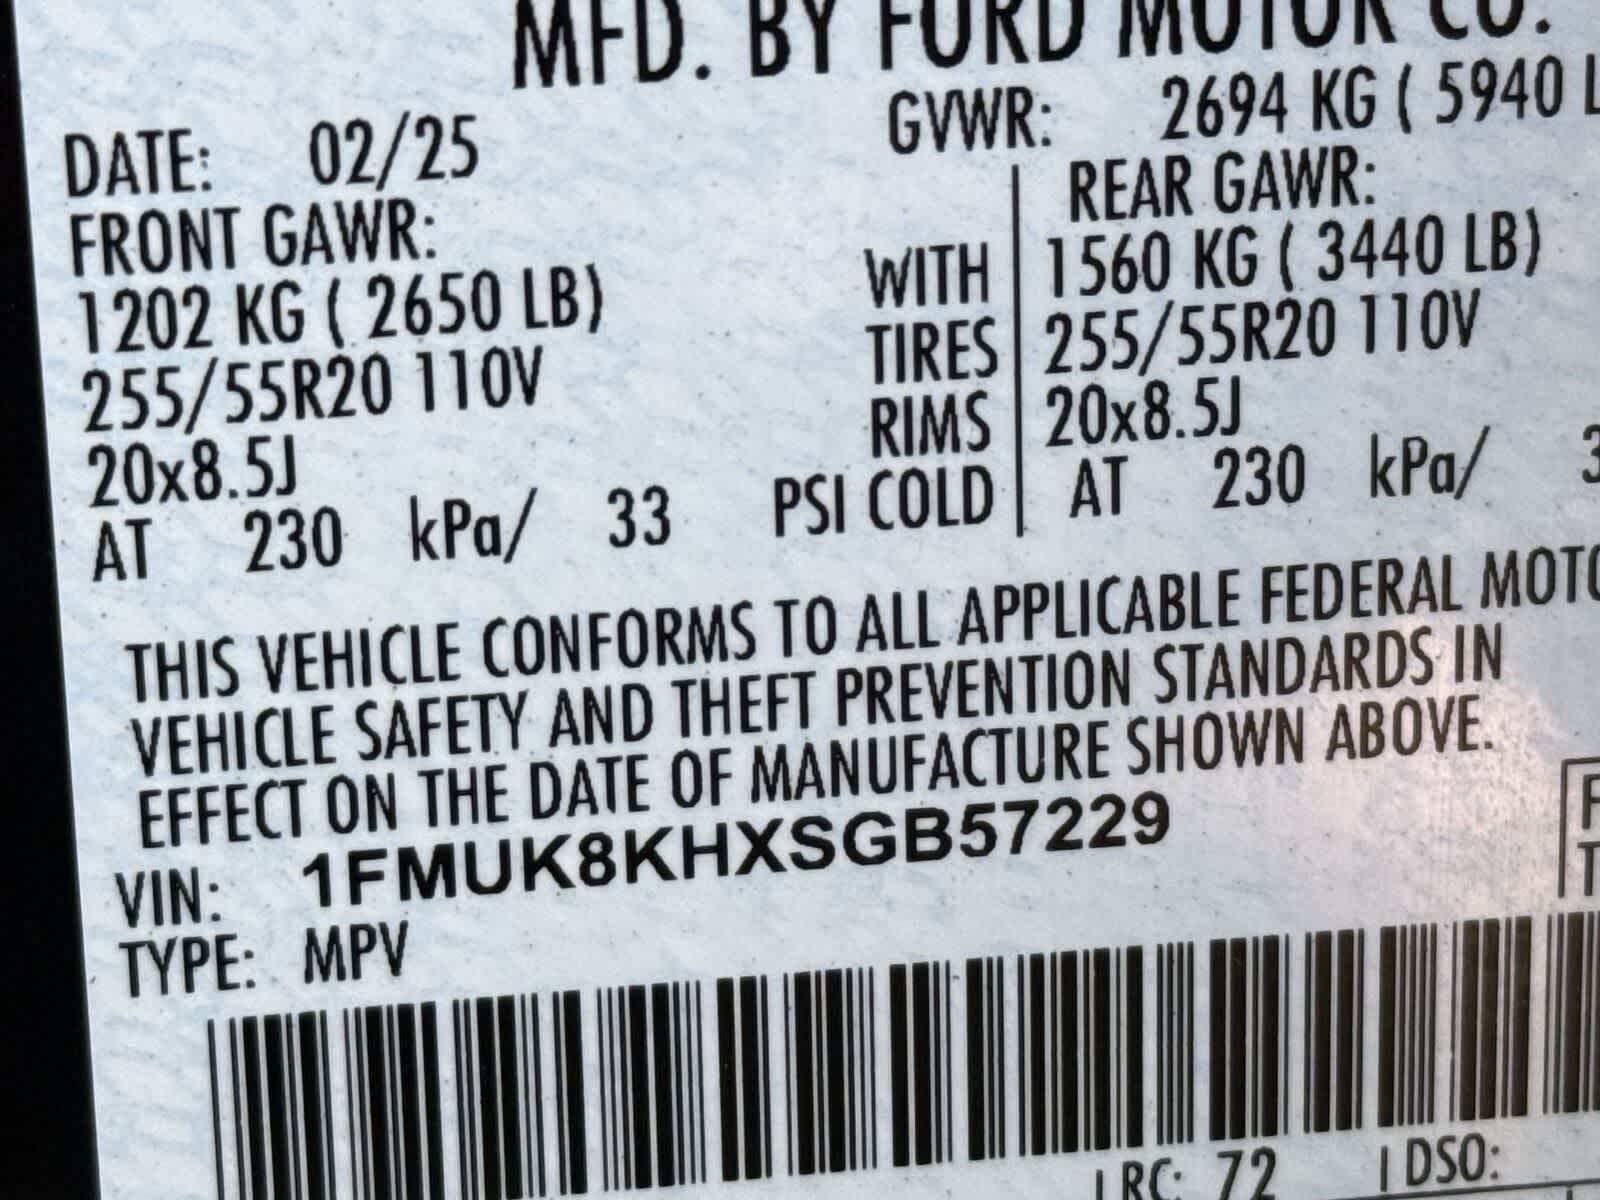 MFD. BY FORD MOTOR CO.
DATE: 02/25 GVWR: 2694 KG ( 5940 L
FRONT GAWR: REAR GAWR:
1202 KG ( 2650 LB) WITH 1560 KG ( 3440 LB)
255/55R20 110V TIRES 255/55R20 110V
20x8.5J RIMS 20x8.5J
AT 230 kPa/ 33 PSI COLD AT 230 kPa/ 3
THIS VEHICLE CONFORMS TO ALL APPLICABLE FEDERAL MOTO
VEHICLE SAFETY AND THEFT PREVENTION STANDARDS IN
EFFECT ON THE DATE OF MANUFACTURE SHOWN ABOVE.
VIN: 1FMUK8KHXSGB57229
TYPE: MPV
RC: 72 DSO: